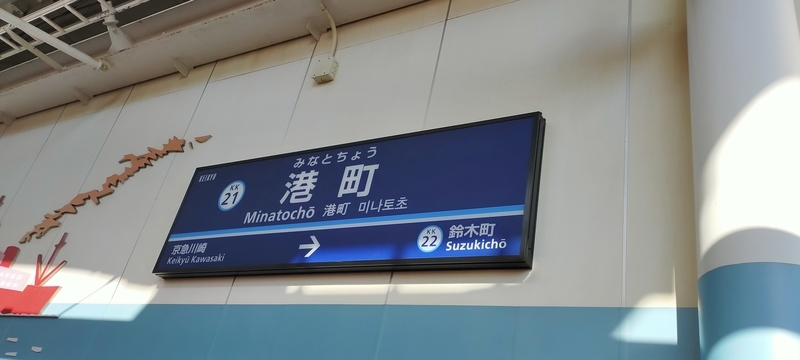 KEIKYU
KK
21
みなとちょう
港町
Minatochō 港町 미나토초
京急川崎
Keikyū Kawasaki
→
KK
22
鈴木町
Suzukichō